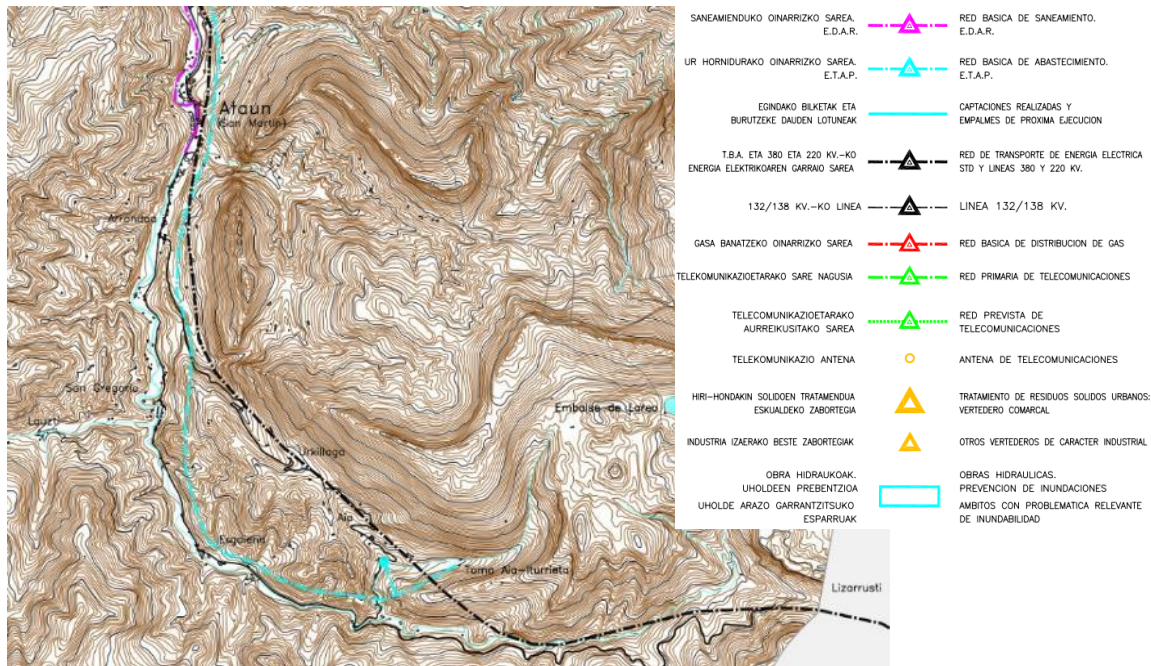 Ataun
(San Martin)
Arrondoa
San Gregorio
Lauzti
Urkillaga
Embalse de Lareo
Aia
Ergoiena
Toma Aia-Iturrieta
Lizarrusti
SANEAMIENDUKO OINARRIZKO SAREA.
E.D.A.R.
RED BASICA DE SANEAMIENTO.
E.D.A.R.
UR HORNIDURAKO OINARRIZKO SAREA.
E.T.A.P.
RED BASICA DE ABASTECIMIENTO.
E.T.A.P.
EGINDAKO BILKETAK ETA
BURUTZEKE DAUDEN LOTUNEAK
CAPTACIONES REALIZADAS Y
EMPALMES DE PROXIMA EJECUCION
T.B.A. ETA 380 ETA 220 KV.-KO
ENERGIA ELEKTRIKOAREN GARRAIO SAREA
RED DE TRANSPORTE DE ENERGIA ELECTRICA
STD Y LINEAS 380 Y 220 KV.
132/138 KV.-KO LINEA
LINEA 132/138 KV.
GASA BANATZEKO OINARRIZKO SAREA
RED BASICA DE DISTRIBUCION DE GAS
TELEKOMUNIKAZIOETARAKO SARE NAGUSIA
RED PRIMARIA DE TELECOMUNICACIONES
TELECOMUNIKAZIOETARAKO
AURREIKUSITAKO SAREA
RED PREVISTA DE
TELECOMUNICACIONES
TELEKOMUNIKAZIO ANTENA
ANTENA DE TELECOMUNICACIONES
HIRI-HONDAKIN SOLIDOEN TRATAMENDUA
ESKUALDEKO ZABORTEGIA
TRATAMIENTO DE RESIDUOS SOLIDOS URBANOS:
VERTEDERO COMARCAL
INDUSTRIA IZAERAKO BESTE ZABORTEGIAK
OTROS VERTEDEROS DE CARACTER INDUSTRIAL
OBRA HIDRAUKOAK.
UHOLDEEN PREBENTZIOA
UHOLDE ARAZO GARRANTZITSUKO
ESPARRUAK
OBRAS HIDRAULICAS.
PREVENCION DE INUNDACIONES
AMBITOS CON PROBLEMATICA RELEVANTE
DE INUNDABILIDAD